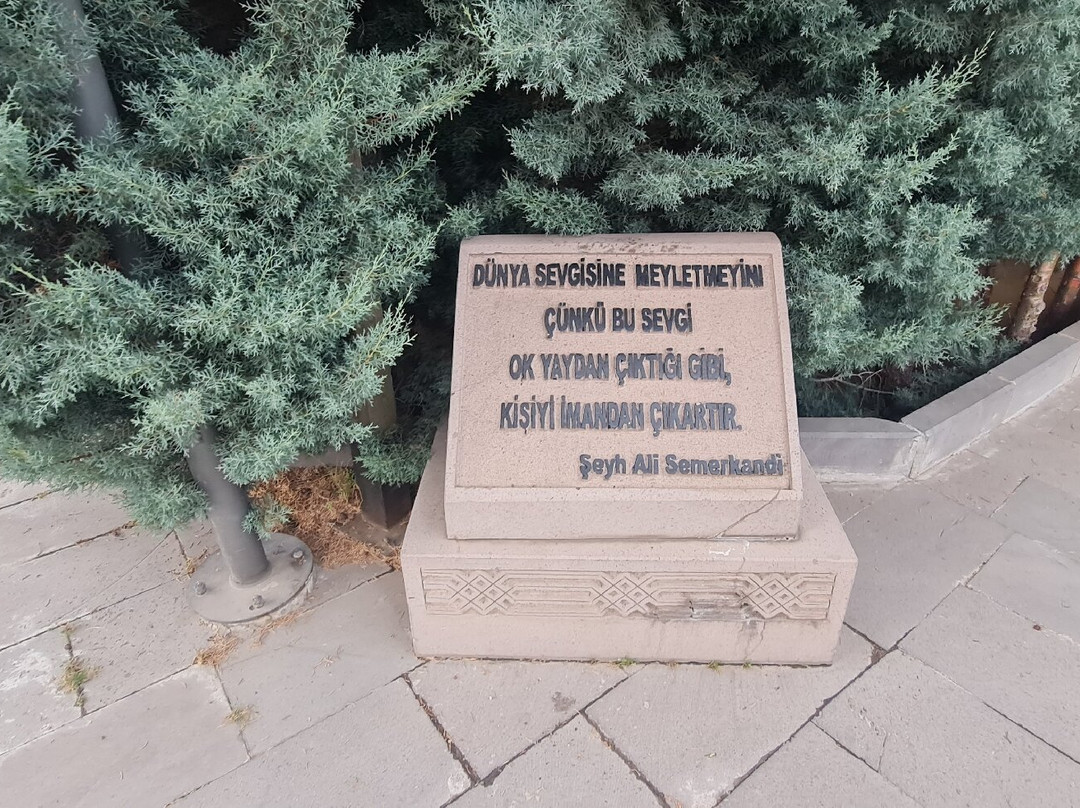 DÜNYA SEVGİSİNE MEYLETMEYİN!
ÇÜNKÜ BU SEVGİ
OK YAYDAN ÇIKTIĞI GİBİ,
KİŞİYİ İMANDAN ÇIKARTIR.
Şeyh Ali Semerkandi